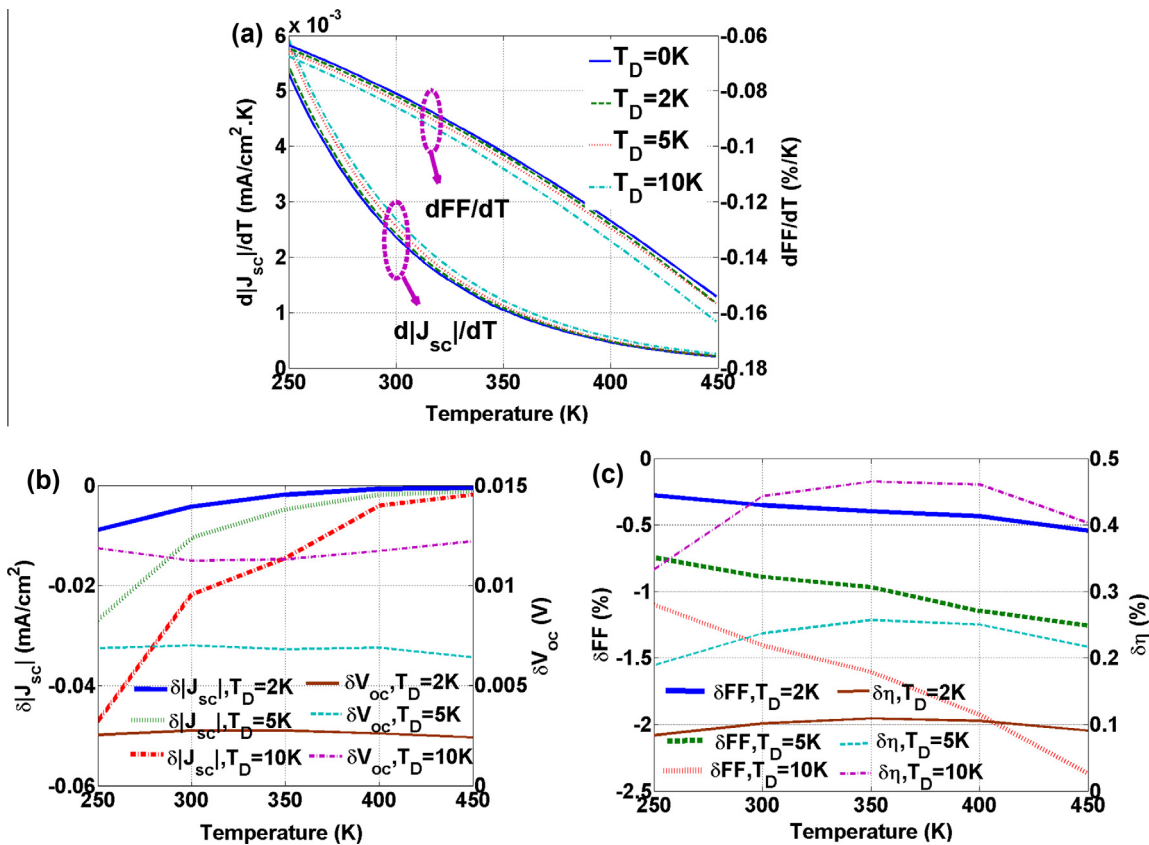 (a)
x 10⁻³
6
5
4
3
2
1
0
d|J_sc|/dT (mA/cm².K)
-0.06
-0.08
-0.1
-0.12
-0.14
-0.16
-0.18
dFF/dT (%/K)
T_D=0K
T_D=2K
T_D=5K
T_D=10K
dFF/dT
d|J_sc|/dT
250 300 350 400 450
Temperature (K)
(b)
0
-0.02
-0.04
-0.06
δ|J_sc| (mA/cm²)
0.015
0.01
0.005
0
δV_oc (V)
δ|J_sc|,T_D=2K
δ|J_sc|,T_D=5K
δ|J_sc|,T_D=10K
δV_oc,T_D=2K
δV_oc,T_D=5K
δV_oc,T_D=10K
250 300 350 400 450
Temperature (K)
(c)
0
-0.5
-1
-1.5
-2
-2.5
δFF (%)
0.5
0.4
0.3
0.2
0.1
0
δη (%)
δFF,T_D=2K
δFF,T_D=5K
δFF,T_D=10K
δη,T_D=2K
δη,T_D=5K
δη,T_D=10K
250 300 350 400 450
Temperature (K)